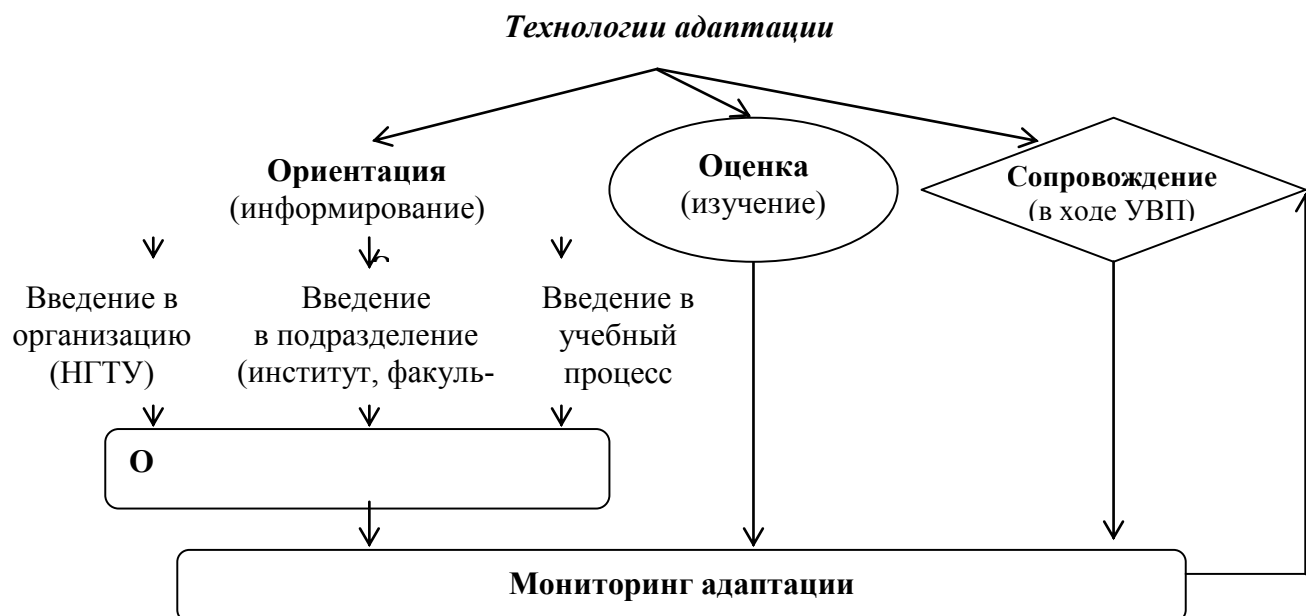 Технологии адаптации
Ориентация
(информирование)
Оценка
(изучение)
Сопровождение
(в ходе УВП)
Введение в
организацию
(НГТУ)
Введение
в подразделение
(институт, факуль-
Введение в
учебный
процесс
О
Мониторинг адаптации